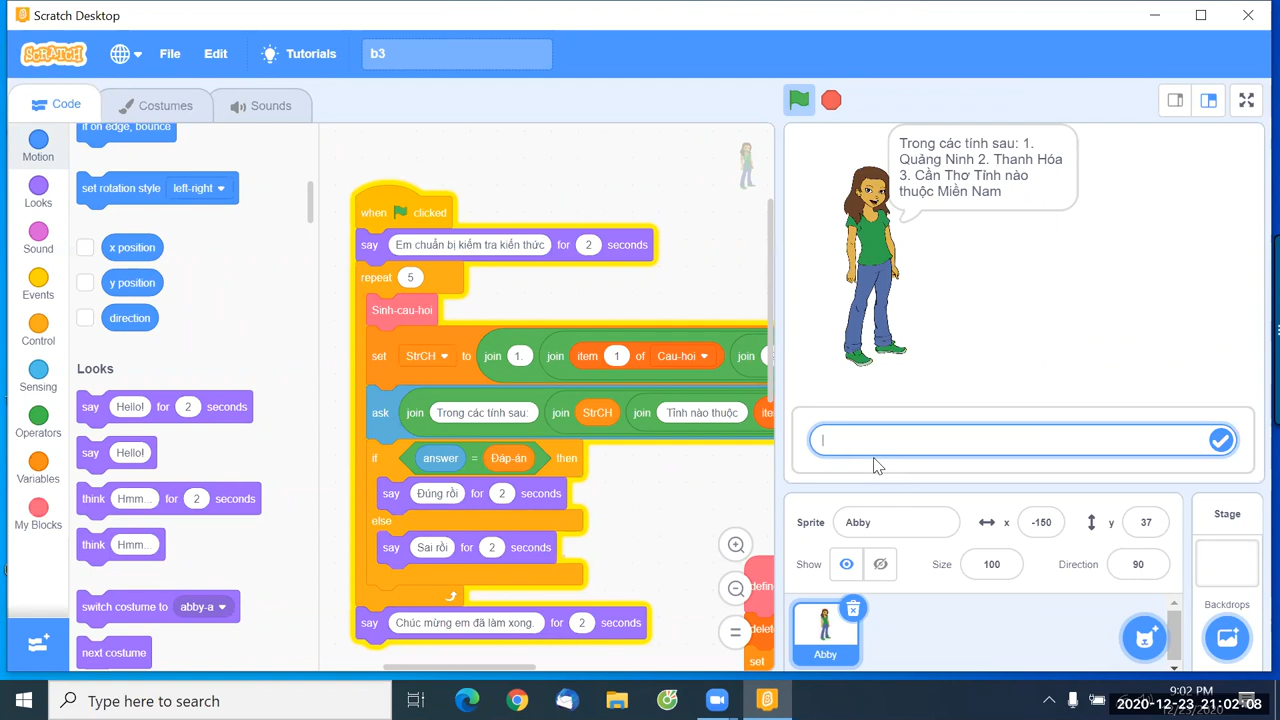 Scratch Desktop
SCRATCH
File
Edit
Tutorials
b3
Code
Costumes
Sounds
Motion
Looks
Sound
Events
Control
Sensing
Operators
Variables
My Blocks
if on edge, bounce
set rotation style left-right
x position
y position
direction
Looks
say Hello! for 2 seconds
say Hello!
think Hmm... for 2 seconds
think Hmm...
switch costume to abby-a
next costume
when clicked
say Em chuẩn bị kiểm tra kiến thức for 2 seconds
repeat 5
Sinh-cau-hoi
set StrCH to join 1. join item 1 of Cau-hoi join
ask join Trong các tính sau: join StrCH join Tỉnh nào thuộc
if answer = Đáp-án then
say Đúng rồi for 2 seconds
else
say Sai rồi for 2 seconds
say Chúc mừng em đã làm xong. for 2 seconds
define
delete
set
Trong các tính sau: 1.
Quảng Ninh 2. Thanh Hóa
3. Cần Thơ Tỉnh nào
thuộc Miền Nam
Sprite Abby x -150 y 37
Show Size 100 Direction 90
Abby
Stage
Backdrops
Type here to search
9:02 PM
2020-12-23 21:02:08